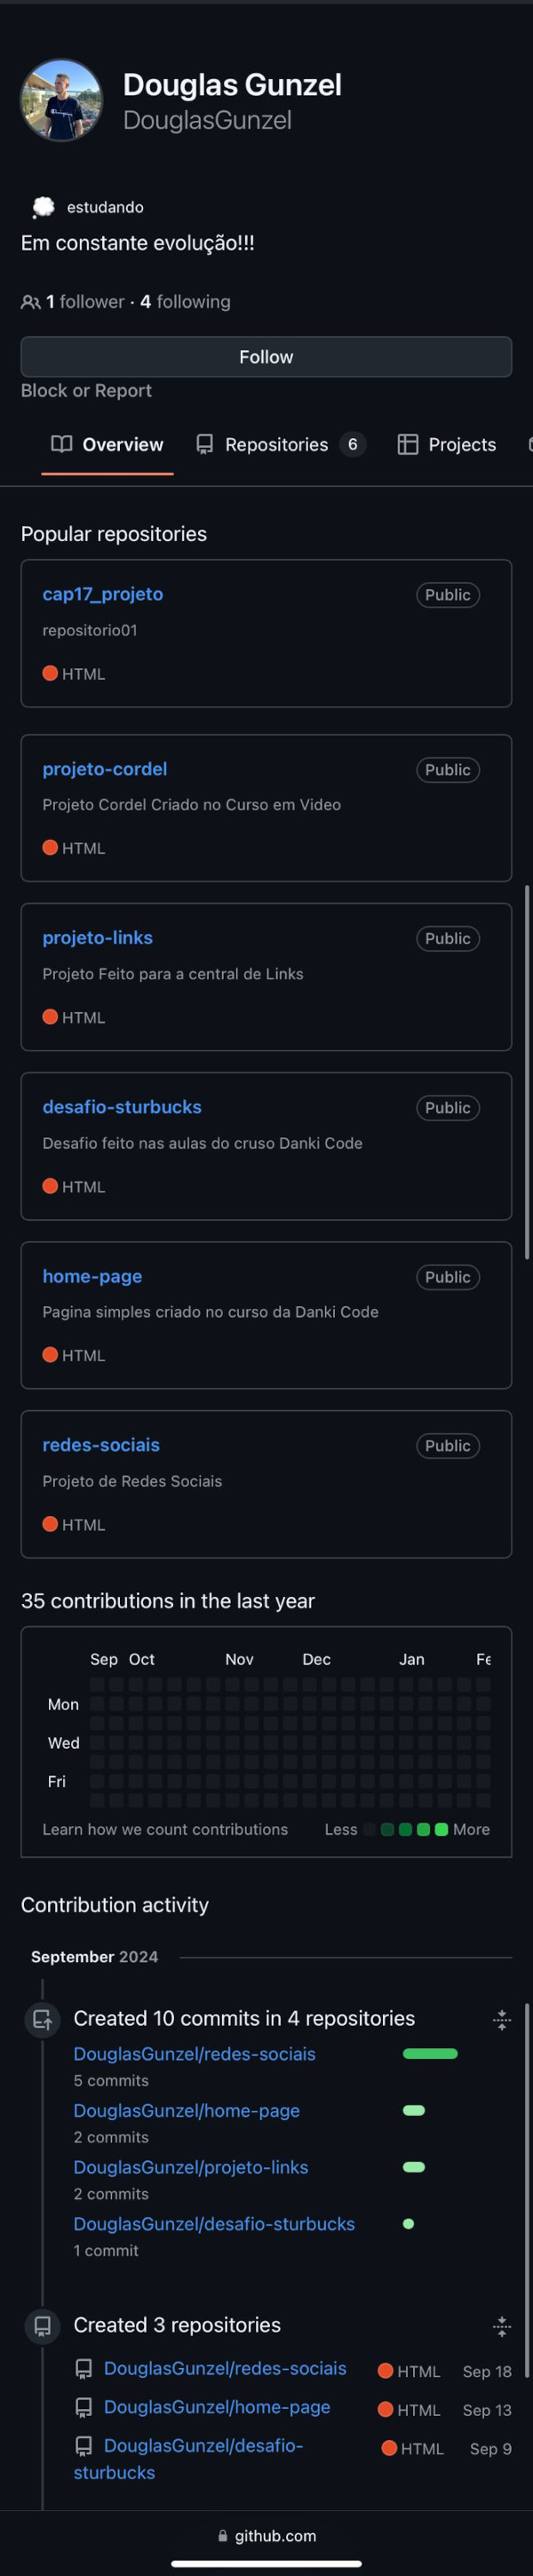 Douglas Gunzel
DouglasGunzel
estudando
Em constante evolução!!!
1 follower · 4 following
Follow
Block or Report
Overview Repositories 6 Projects
Popular repositories
cap17_projeto Public
repositorio01
HTML
projeto-cordel Public
Projeto Cordel Criado no Curso em Video
HTML
projeto-links Public
Projeto Feito para a central de Links
HTML
desafio-sturbucks Public
Desafio feito nas aulas do cruso Danki Code
HTML
home-page Public
Pagina simples criado no curso da Danki Code
HTML
redes-sociais Public
Projeto de Redes Sociais
HTML
35 contributions in the last year
Sep Oct Nov Dec Jan Fe
Mon
Wed
Fri
Learn how we count contributions Less More
Contribution activity
September 2024
Created 10 commits in 4 repositories
DouglasGunzel/redes-sociais
5 commits
DouglasGunzel/home-page
2 commits
DouglasGunzel/projeto-links
2 commits
DouglasGunzel/desafio-sturbucks
1 commit
Created 3 repositories
DouglasGunzel/redes-sociais HTML Sep 18
DouglasGunzel/home-page HTML Sep 13
DouglasGunzel/desafio- HTML Sep 9
sturbucks
github.com